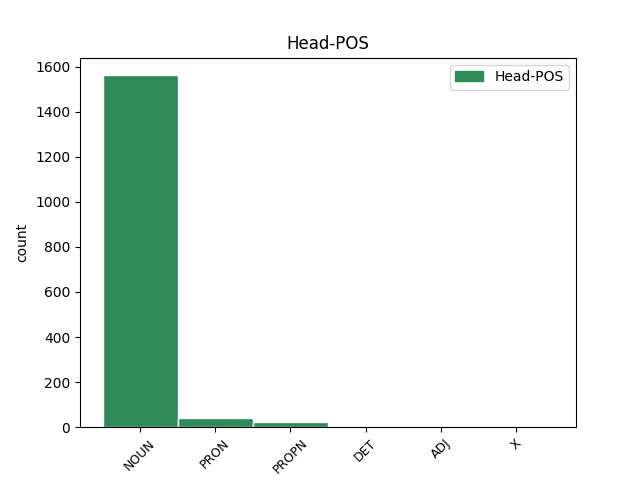 Head-POS
Head-POS
1600
1400
1200
1000
800
600
400
200
0
count
NOUN
PRON
PROPN
DET
ADJ
X